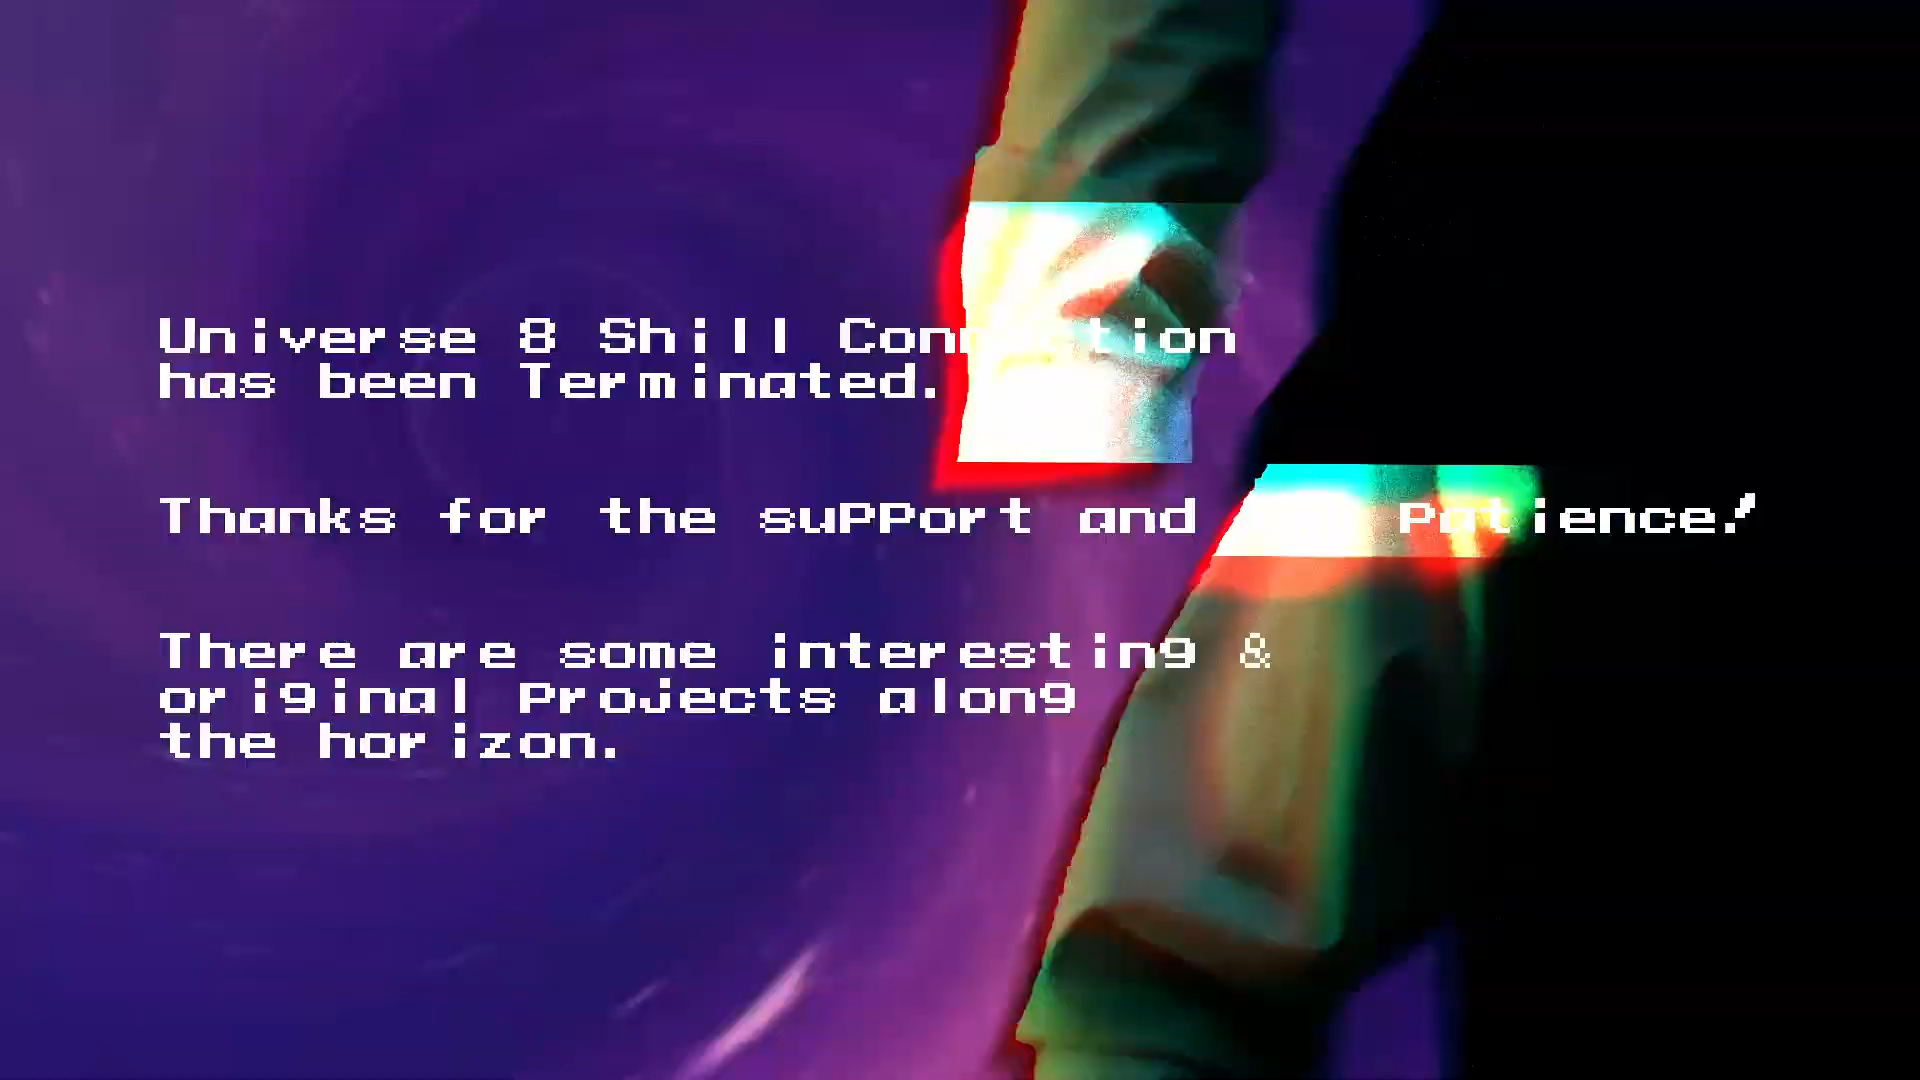 Universe 8 Shill Connection
has been Terminated.
Thanks for the support and patience!
There are some interesting &
original projects along
the horizon.